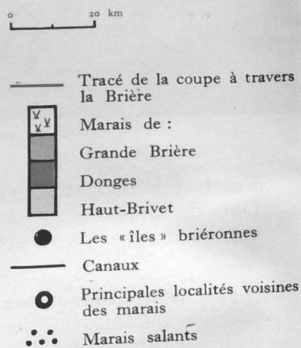 0 20 km
Tracé de la coupe à travers
la Brière
Marais de :
Grande Brière
Donges
Haut-Brivet
Les « îles » briéronnes
Canaux
Principales localités voisines
des marais
Marais salants